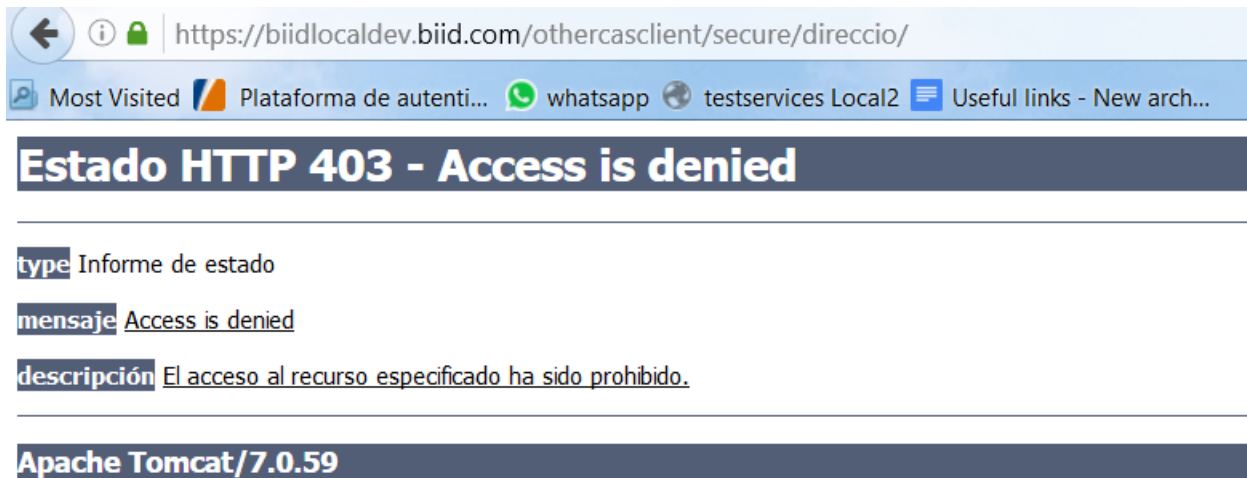 https://biidlocaldev.biid.com/othercasclient/secure/direccio/
Most Visited Plataforma de autenti... whatsapp testservices Local2 Useful links - New arch...
Estado HTTP 403 - Access is denied
type Informe de estado
mensaje Access is denied
descripción El acceso al recurso especificado ha sido prohibido.
Apache Tomcat/7.0.59